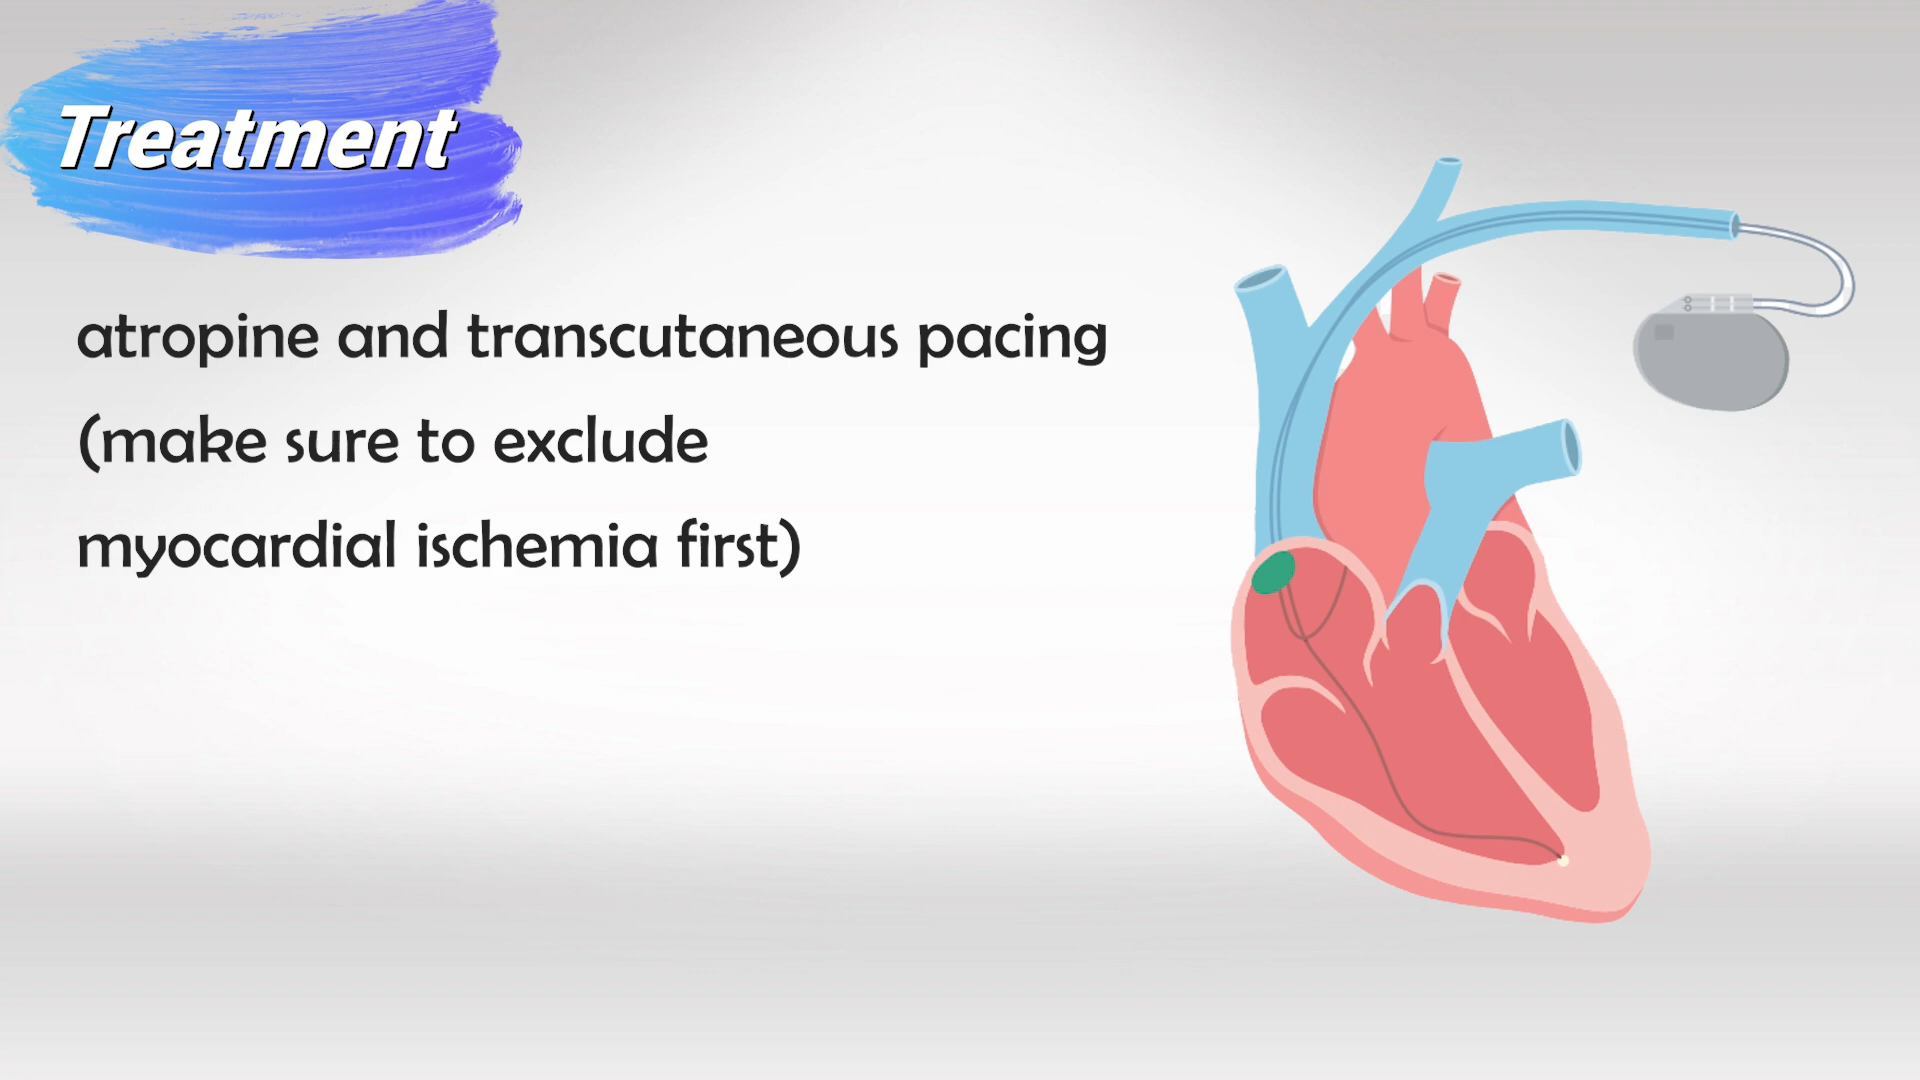 Treatment
atropine and transcutaneous pacing
(make sure to exclude
myocardial ischemia first)